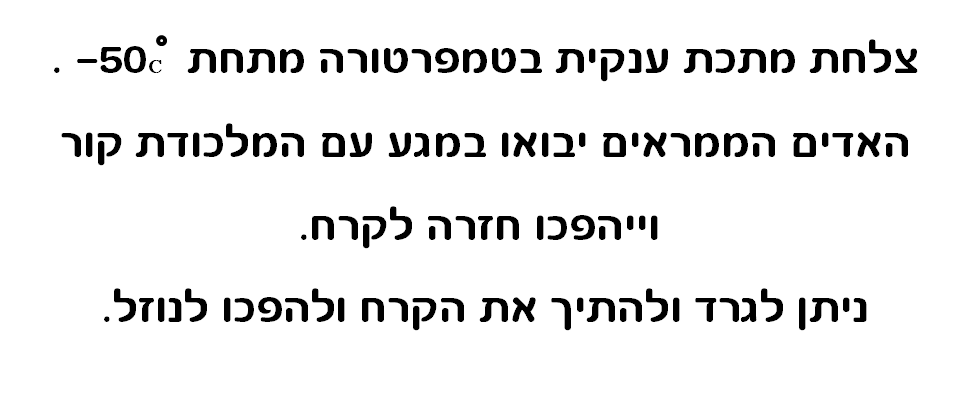 צלחת מתכת ענקית בטמפרטורה מתחת -50°c .
האדים הממראים יבואו במגע עם המלכודת קור
וייהפכו חזרה לקרח.
ניתן לגרד ולהתיך את הקרח ולהפכו לנוזל.